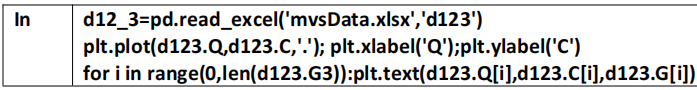 In
d12_3=pd.read_excel('mvsData.xlsx','d123')
plt.plot(d123.Q,d123.C,'.'); plt.xlabel('Q');plt.ylabel('C')
for i in range(0,len(d123.G3)):plt.text(d123.Q[i],d123.C[i],d123.G[i])